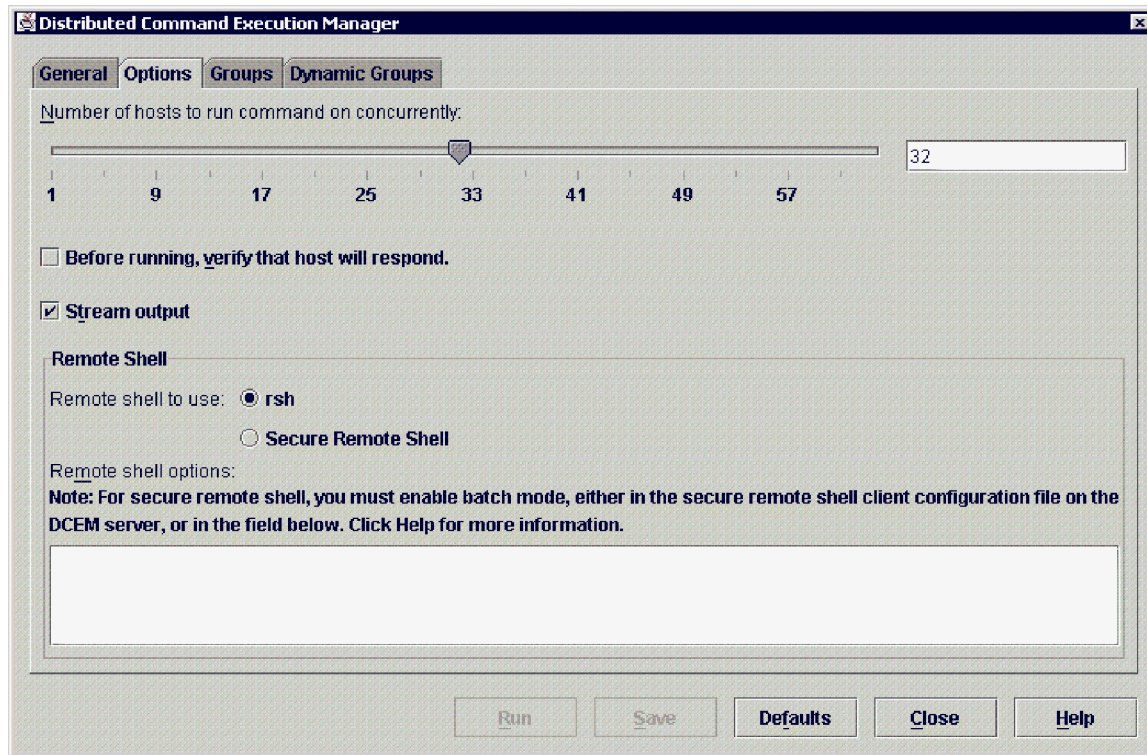 Distributed Command Execution Manager
General Options Groups Dynamic Groups
Number of hosts to run command on concurrently:
32
1 9 17 25 33 41 49 57
Before running, verify that host will respond.
Stream output
Remote Shell
Remote shell to use: rsh
Secure Remote Shell
Remote shell options:
Note: For secure remote shell, you must enable batch mode, either in the secure remote shell client configuration file on the
DCEM server, or in the field below. Click Help for more information.
Run Save Defaults Close Help